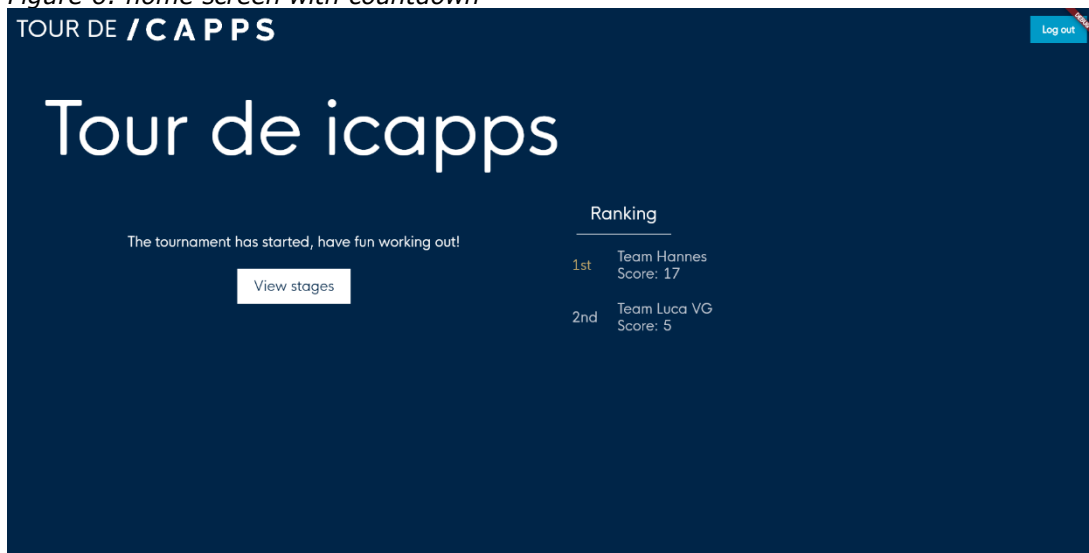 Figure 6: home screen with countdown
TOUR DE /CAPPS
Log out
Tour de icapps
The tournament has started, have fun working out!
View stages
Ranking
1st
Team Hannes
Score: 17
2nd
Team Luca VG
Score: 5